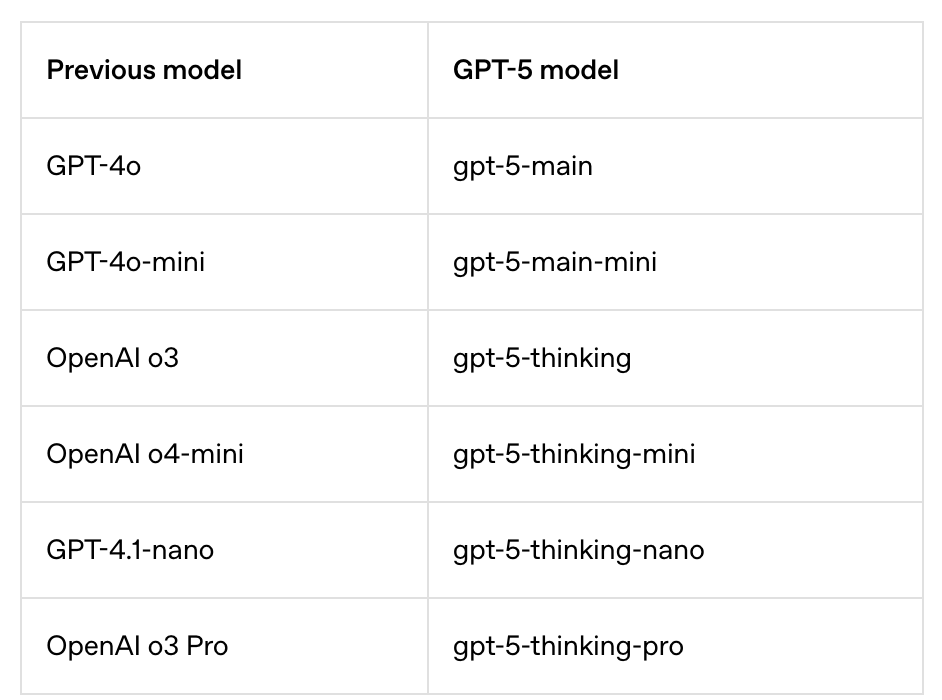 Previous model GPT-5 model
GPT-4o gpt-5-main
GPT-4o-mini gpt-5-main-mini
OpenAI o3 gpt-5-thinking
OpenAI o4-mini gpt-5-thinking-mini
GPT-4.1-nano gpt-5-thinking-nano
OpenAI o3 Pro gpt-5-thinking-pro